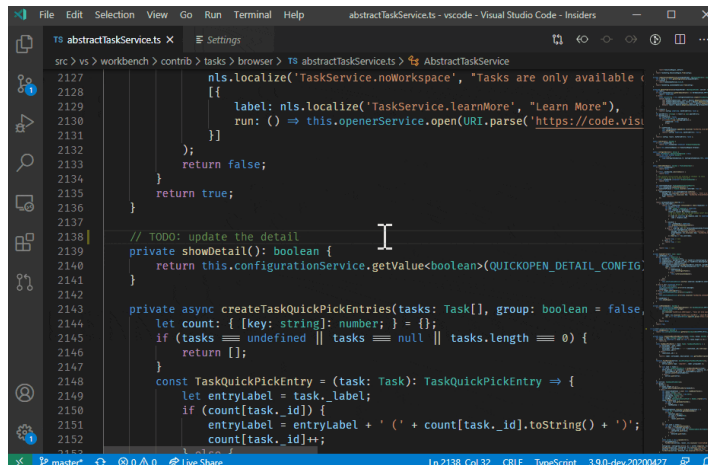 File Edit Selection View Go Run Terminal Help abstractTaskService.ts - vscode - Visual Studio Code - Insiders
TS abstractTaskService.ts Settings
src > vs > workbench > contrib > tasks > browser > TS abstractTaskService.ts > AbstractTaskService
2127 nls.localize('TaskService.noWorkspace', "Tasks are only available
2128 [{
2129 label: nls.localize('TaskService.learnMore', "Learn More"),
2130 run: () ⇒ this.openerService.open(URI.parse('https://code.visu
2131 }]
2132 );
2133 return false;
2134 }
2135 return true;
2136 }
2137
2138 // TODO: update the detail
2139 private showDetail(): boolean {
2140 return this.configurationService.getValue<boolean>(QUICKOPEN_DETAIL_CONFIG)
2141 }
2142
2143 private async createTaskQuickPickEntries(tasks: Task[], group: boolean = false,
2144 let count: { [key: string]: number; } = {};
2145 if (tasks === undefined || tasks === null || tasks.length === 0) {
2146 return [];
2147 }
2148 const TaskQuickPickEntry = (task: Task): TaskQuickPickEntry ⇒ {
2149 let entryLabel = task._label;
2150 if (count[task._id]) {
2151 entryLabel = entryLabel + ' (' + count[task._id].toString() + ')';
2152 count[task._id]++;
2153 } else {
master* 0 0 Live Share Ln 2138, Col 32 CRLF TypeScript 3.9.0-dev.20200427
1
1